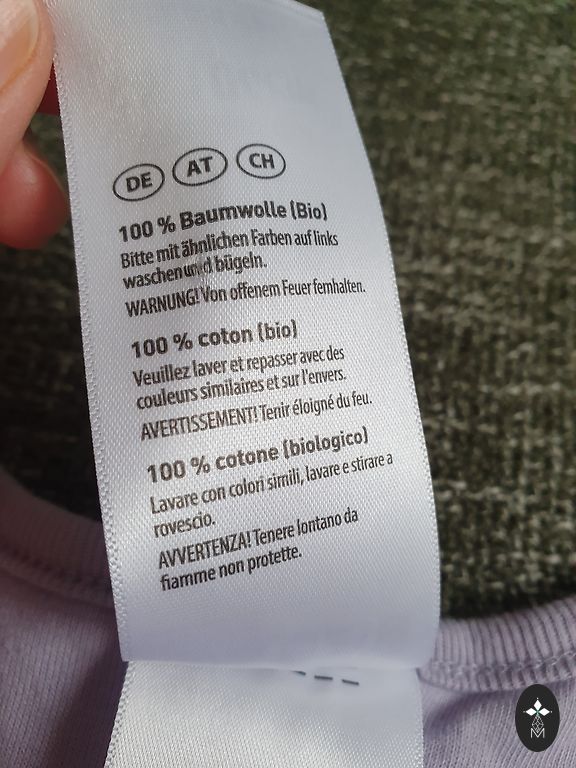 DE AT CH
100 % Baumwolle (Bio)
Bitte mit ähnlichen Farben auf links
waschen und bügeln.
WARNUNG! Von offenem Feuer fernhalten.
100 % coton (bio)
Veuillez laver et repasser avec des
couleurs similaires et sur l'envers.
AVERTISSEMENT! Tenir éloigné du feu.
100 % cotone (biologico)
Lavare con colori simili, lavare e stirare a
rovescio.
AVVERTENZA! Tenere lontano da
fiamme non protette.
M